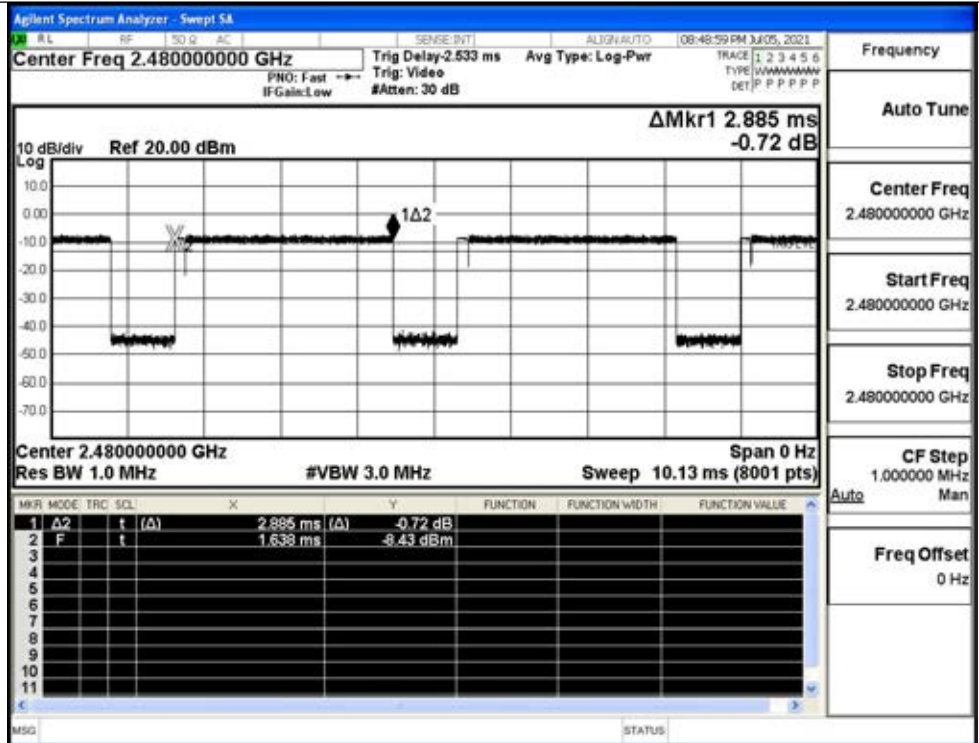 Agilent Spectrum Analyzer - Swept SA
RL RF 50 Ω AC SENSE:INT ALIGN AUTO 08:48:59 PM Jul 05, 2021
Center Freq 2.480000000 GHz
PNO: Fast
IFGain:Low
Trig Delay-2.533 ms
Trig: Video
#Atten: 30 dB
Avg Type: Log-Pwr
TRACE 1 2 3 4 5 6
TYPE
DET P P P P P P
ΔMkr1 2.885 ms
-0.72 dB
10 dB/div Ref 20.00 dBm
Log
10.0
0.00
-10.0
-20.0
-30.0
-40.0
-50.0
-60.0
-70.0
1Δ2
TRIG LVL
Center 2.480000000 GHz Span 0 Hz
Res BW 1.0 MHz #VBW 3.0 MHz Sweep 10.13 ms (8001 pts)
MKR MODE TRC SCL X Y FUNCTION FUNCTION WIDTH FUNCTION VALUE
1 Δ2 t (Δ) 2.885 ms (Δ) -0.72 dB
2 F t 1.638 ms -8.43 dBm
3
4
5
6
7
8
9
10
11
MSG STATUS
Frequency
Auto Tune
Center Freq
2.480000000 GHz
Start Freq
2.480000000 GHz
Stop Freq
2.480000000 GHz
CF Step
1.000000 MHz
Auto Man
Freq Offset
0 Hz